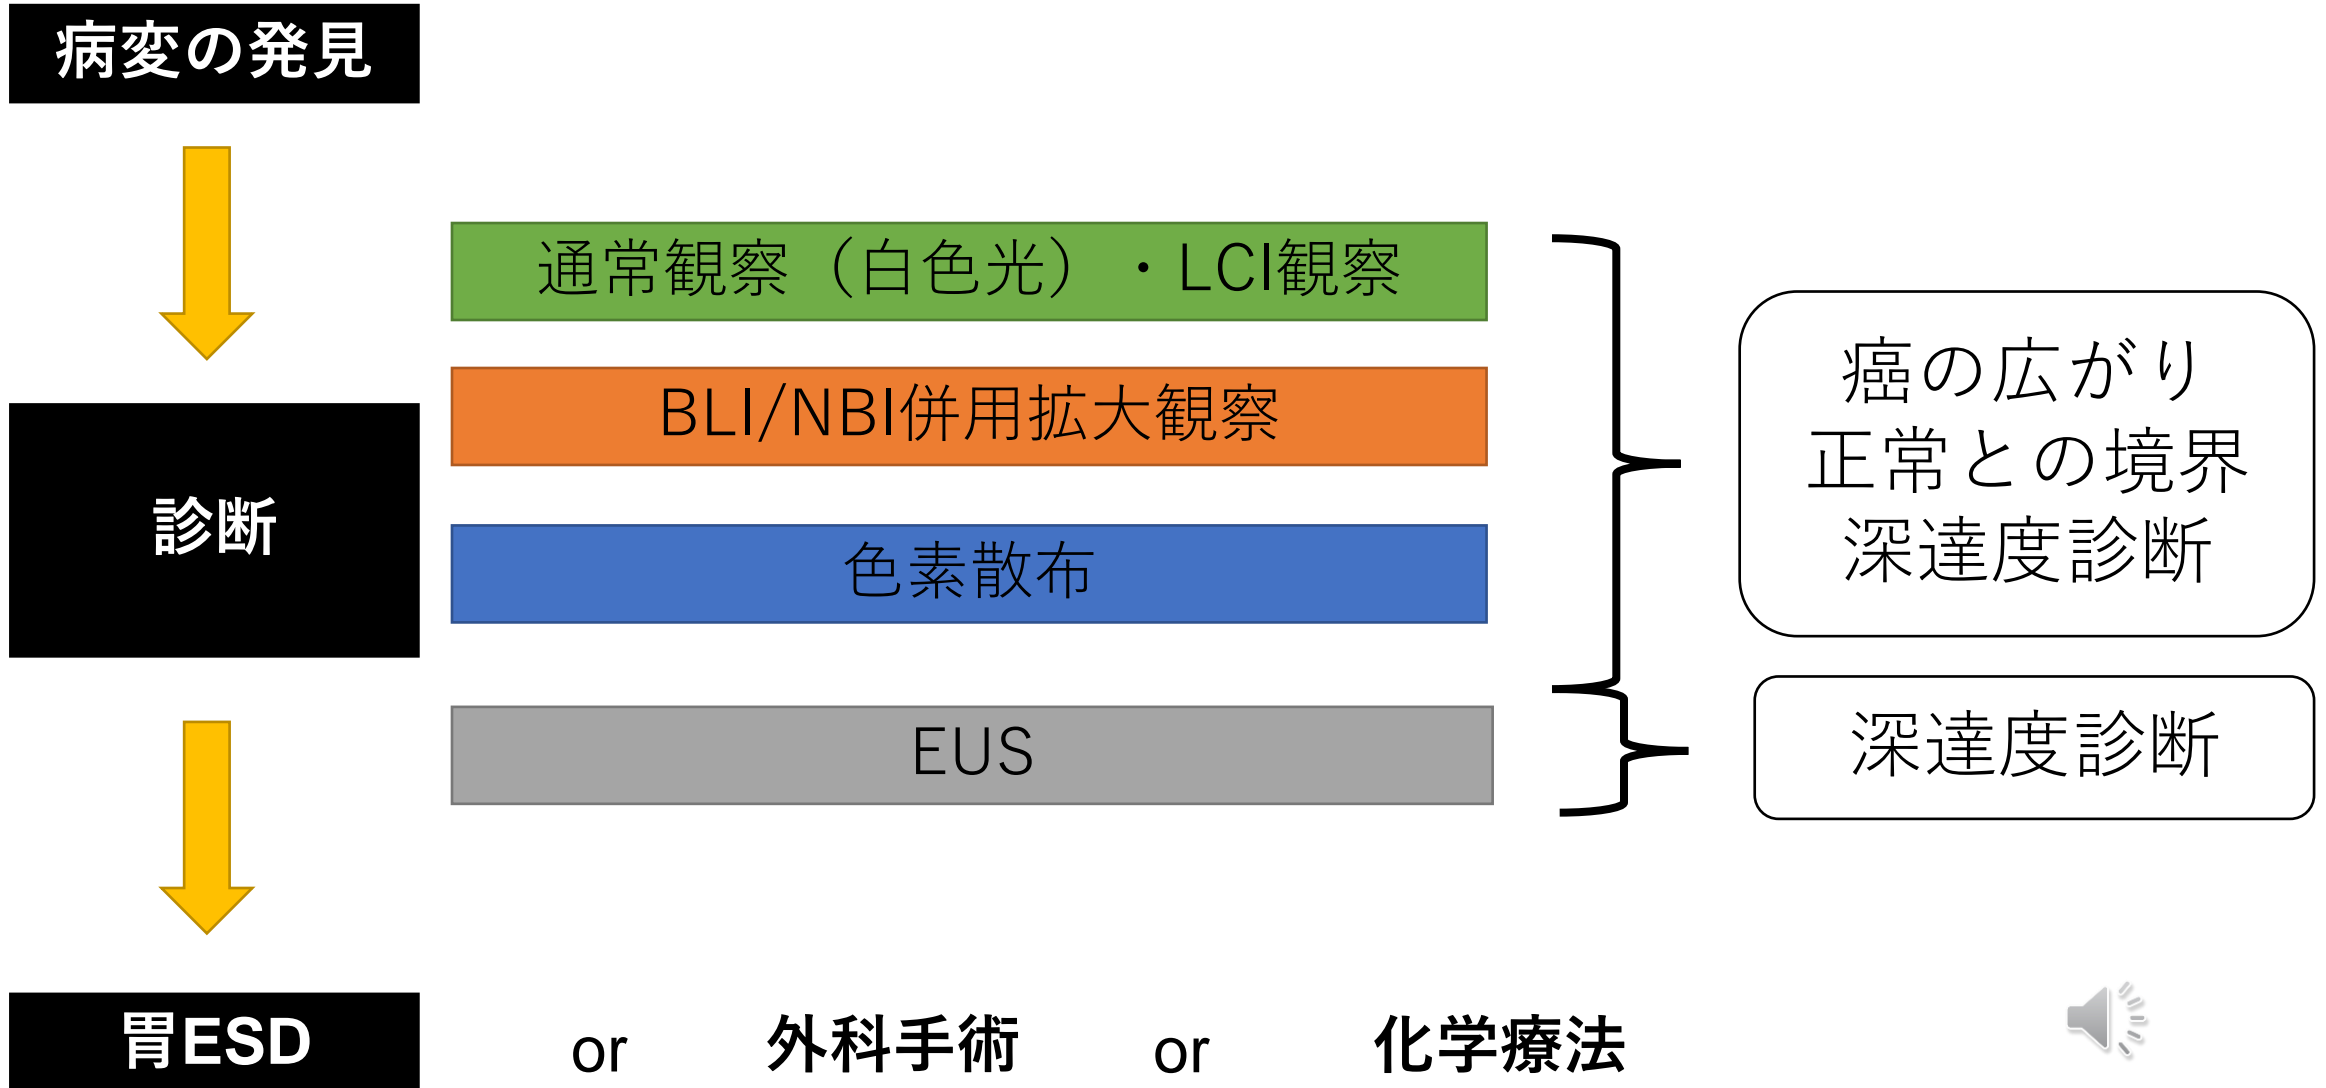 病変の発見
通常観察（白色光）・LCI観察
BLI/NBI併用拡大観察
診断
色素散布
EUS
癌の広がり
正常との境界
深達度診断
深達度診断
胃ESD or 外科手術 or 化学療法